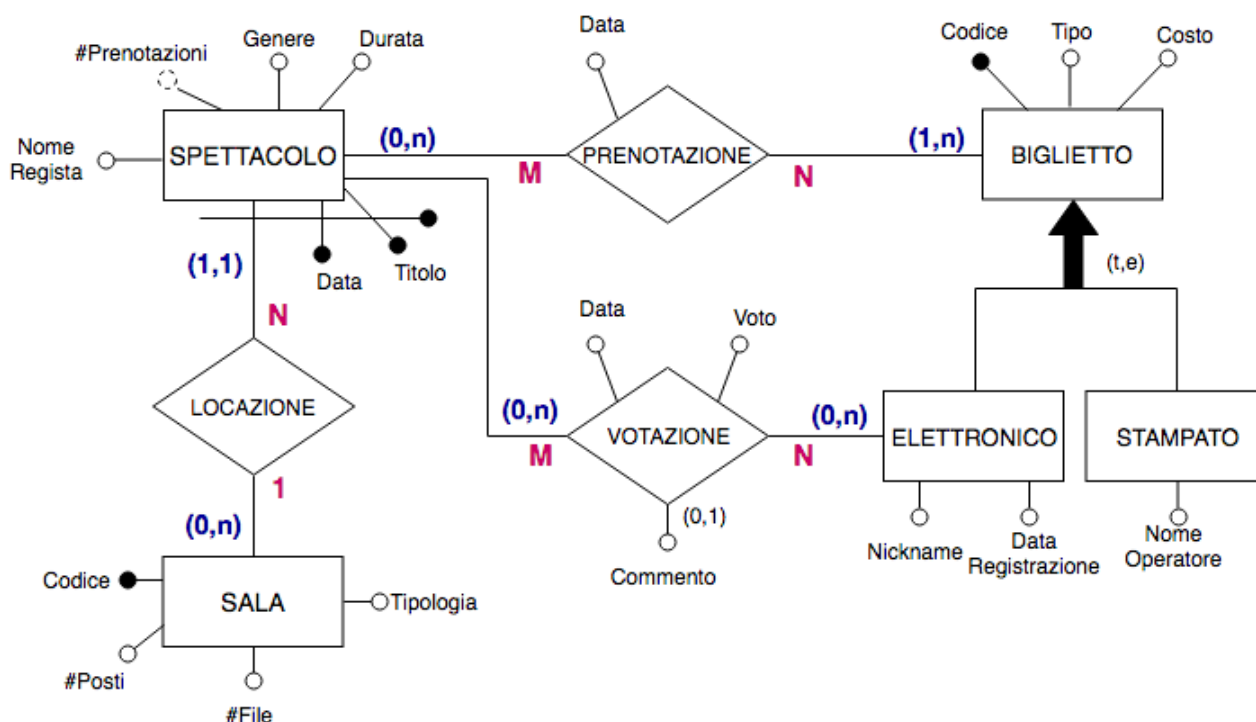 Data
Codice
Tipo
Costo
Genere
Durata
#Prenotazioni
Nome
Regista
SPETTACOLO
(0,n)
M
PRENOTAZIONE
N
(1,n)
BIGLIETTO
(1,1)
Data
Titolo
(t,e)
N
Data
Voto
LOCAZIONE
(0,n)
M
VOTAZIONE
(0,n)
N
ELETTRONICO
STAMPATO
1
(0,n)
(0,1)
Commento
Nickname
Data
Registrazione
Nome
Operatore
Codice
SALA
Tipologia
#Posti
#File